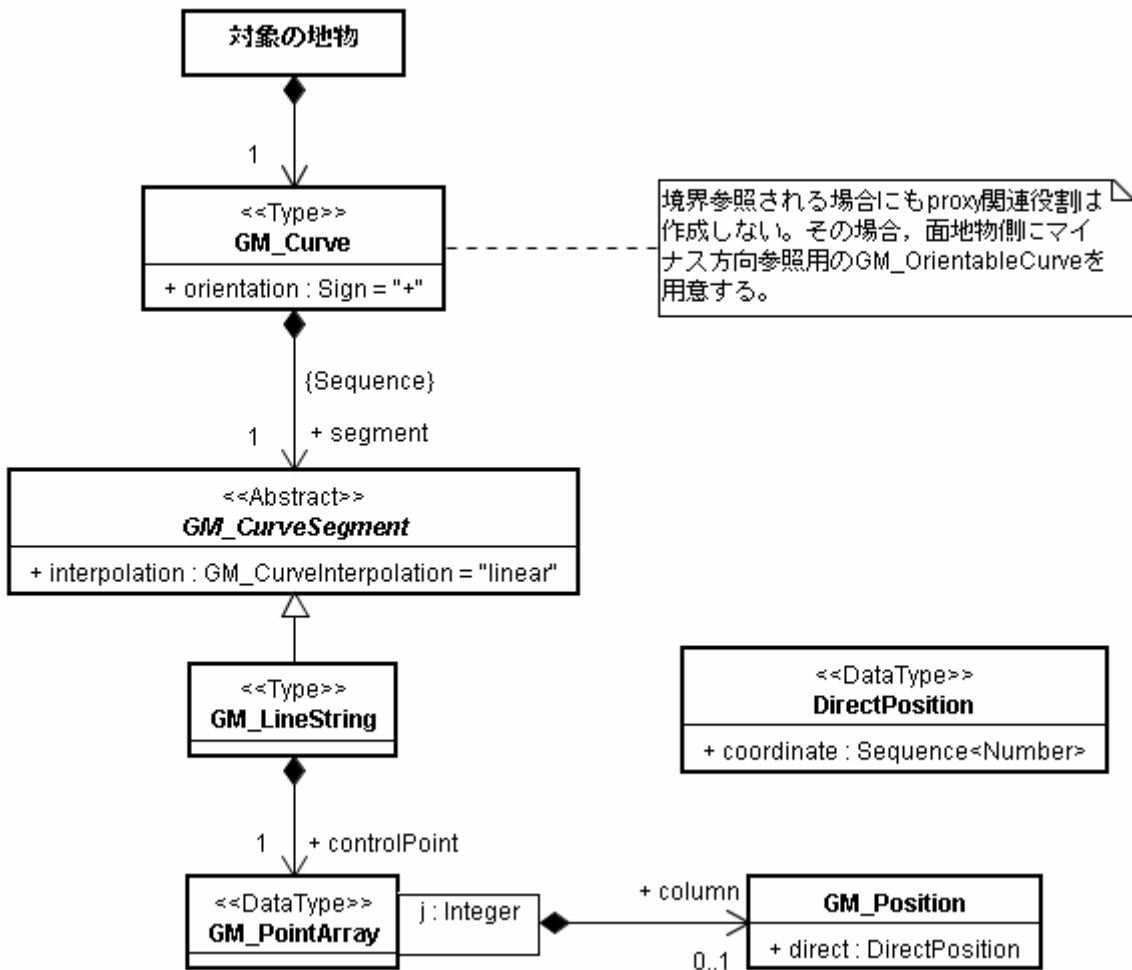 対象の地物
1
<<Type>>
GM_Curve
+ orientation : Sign = "+"
境界参照される場合にもproxy関連役割は
作成しない。その場合，面地物側にマイ
ナス方向参照用のGM_OrientableCurveを
用意する。
{Sequence}
1
+ segment
<<Abstract>>
GM_CurveSegment
+ interpolation : GM_CurveInterpolation = "linear"
<<Type>>
GM_LineString
<<DataType>>
DirectPosition
+ coordinate : Sequence<Number>
1
+ controlPoint
<<DataType>>
GM_PointArray
j : Integer
+ column
0..1
GM_Position
+ direct : DirectPosition